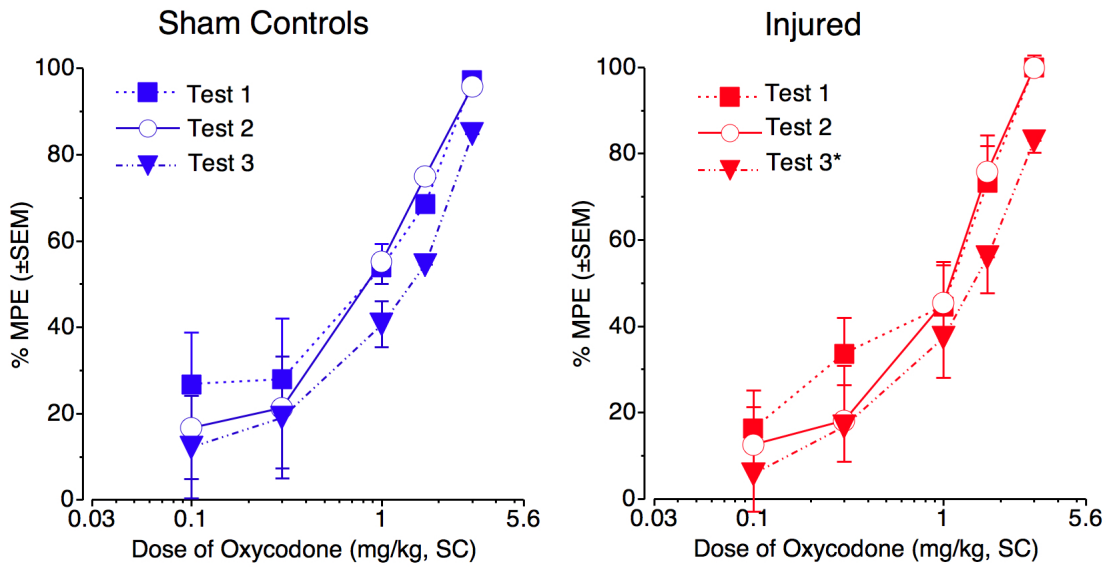 Sham Controls
Injured
100
80
60
40
20
0
% MPE (±SEM)
Test 1
Test 2
Test 3
0.03
0.1
1
5.6
Dose of Oxycodone (mg/kg, SC)
100
80
60
40
20
0
% MPE (±SEM)
Test 1
Test 2
Test 3*
0.03
0.1
1
5.6
Dose of Oxycodone (mg/kg, SC)